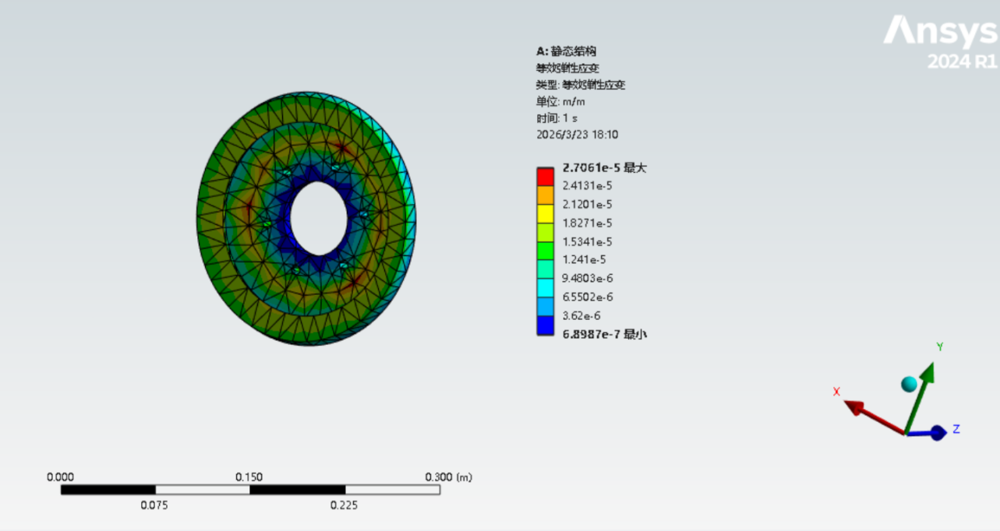 Ansys
2024 R1
A: 静态结构
等效弹性应变
类型: 等效弹性应变
单位: m/m
时间: 1 s
2026/3/23 18:10
2.7061e-5 最大
2.4131e-5
2.1201e-5
1.8271e-5
1.5341e-5
1.241e-5
9.4803e-6
6.5502e-6
3.62e-6
6.8987e-7 最小
Y
X
Z
0.000 0.150 0.300 (m)
0.075 0.225